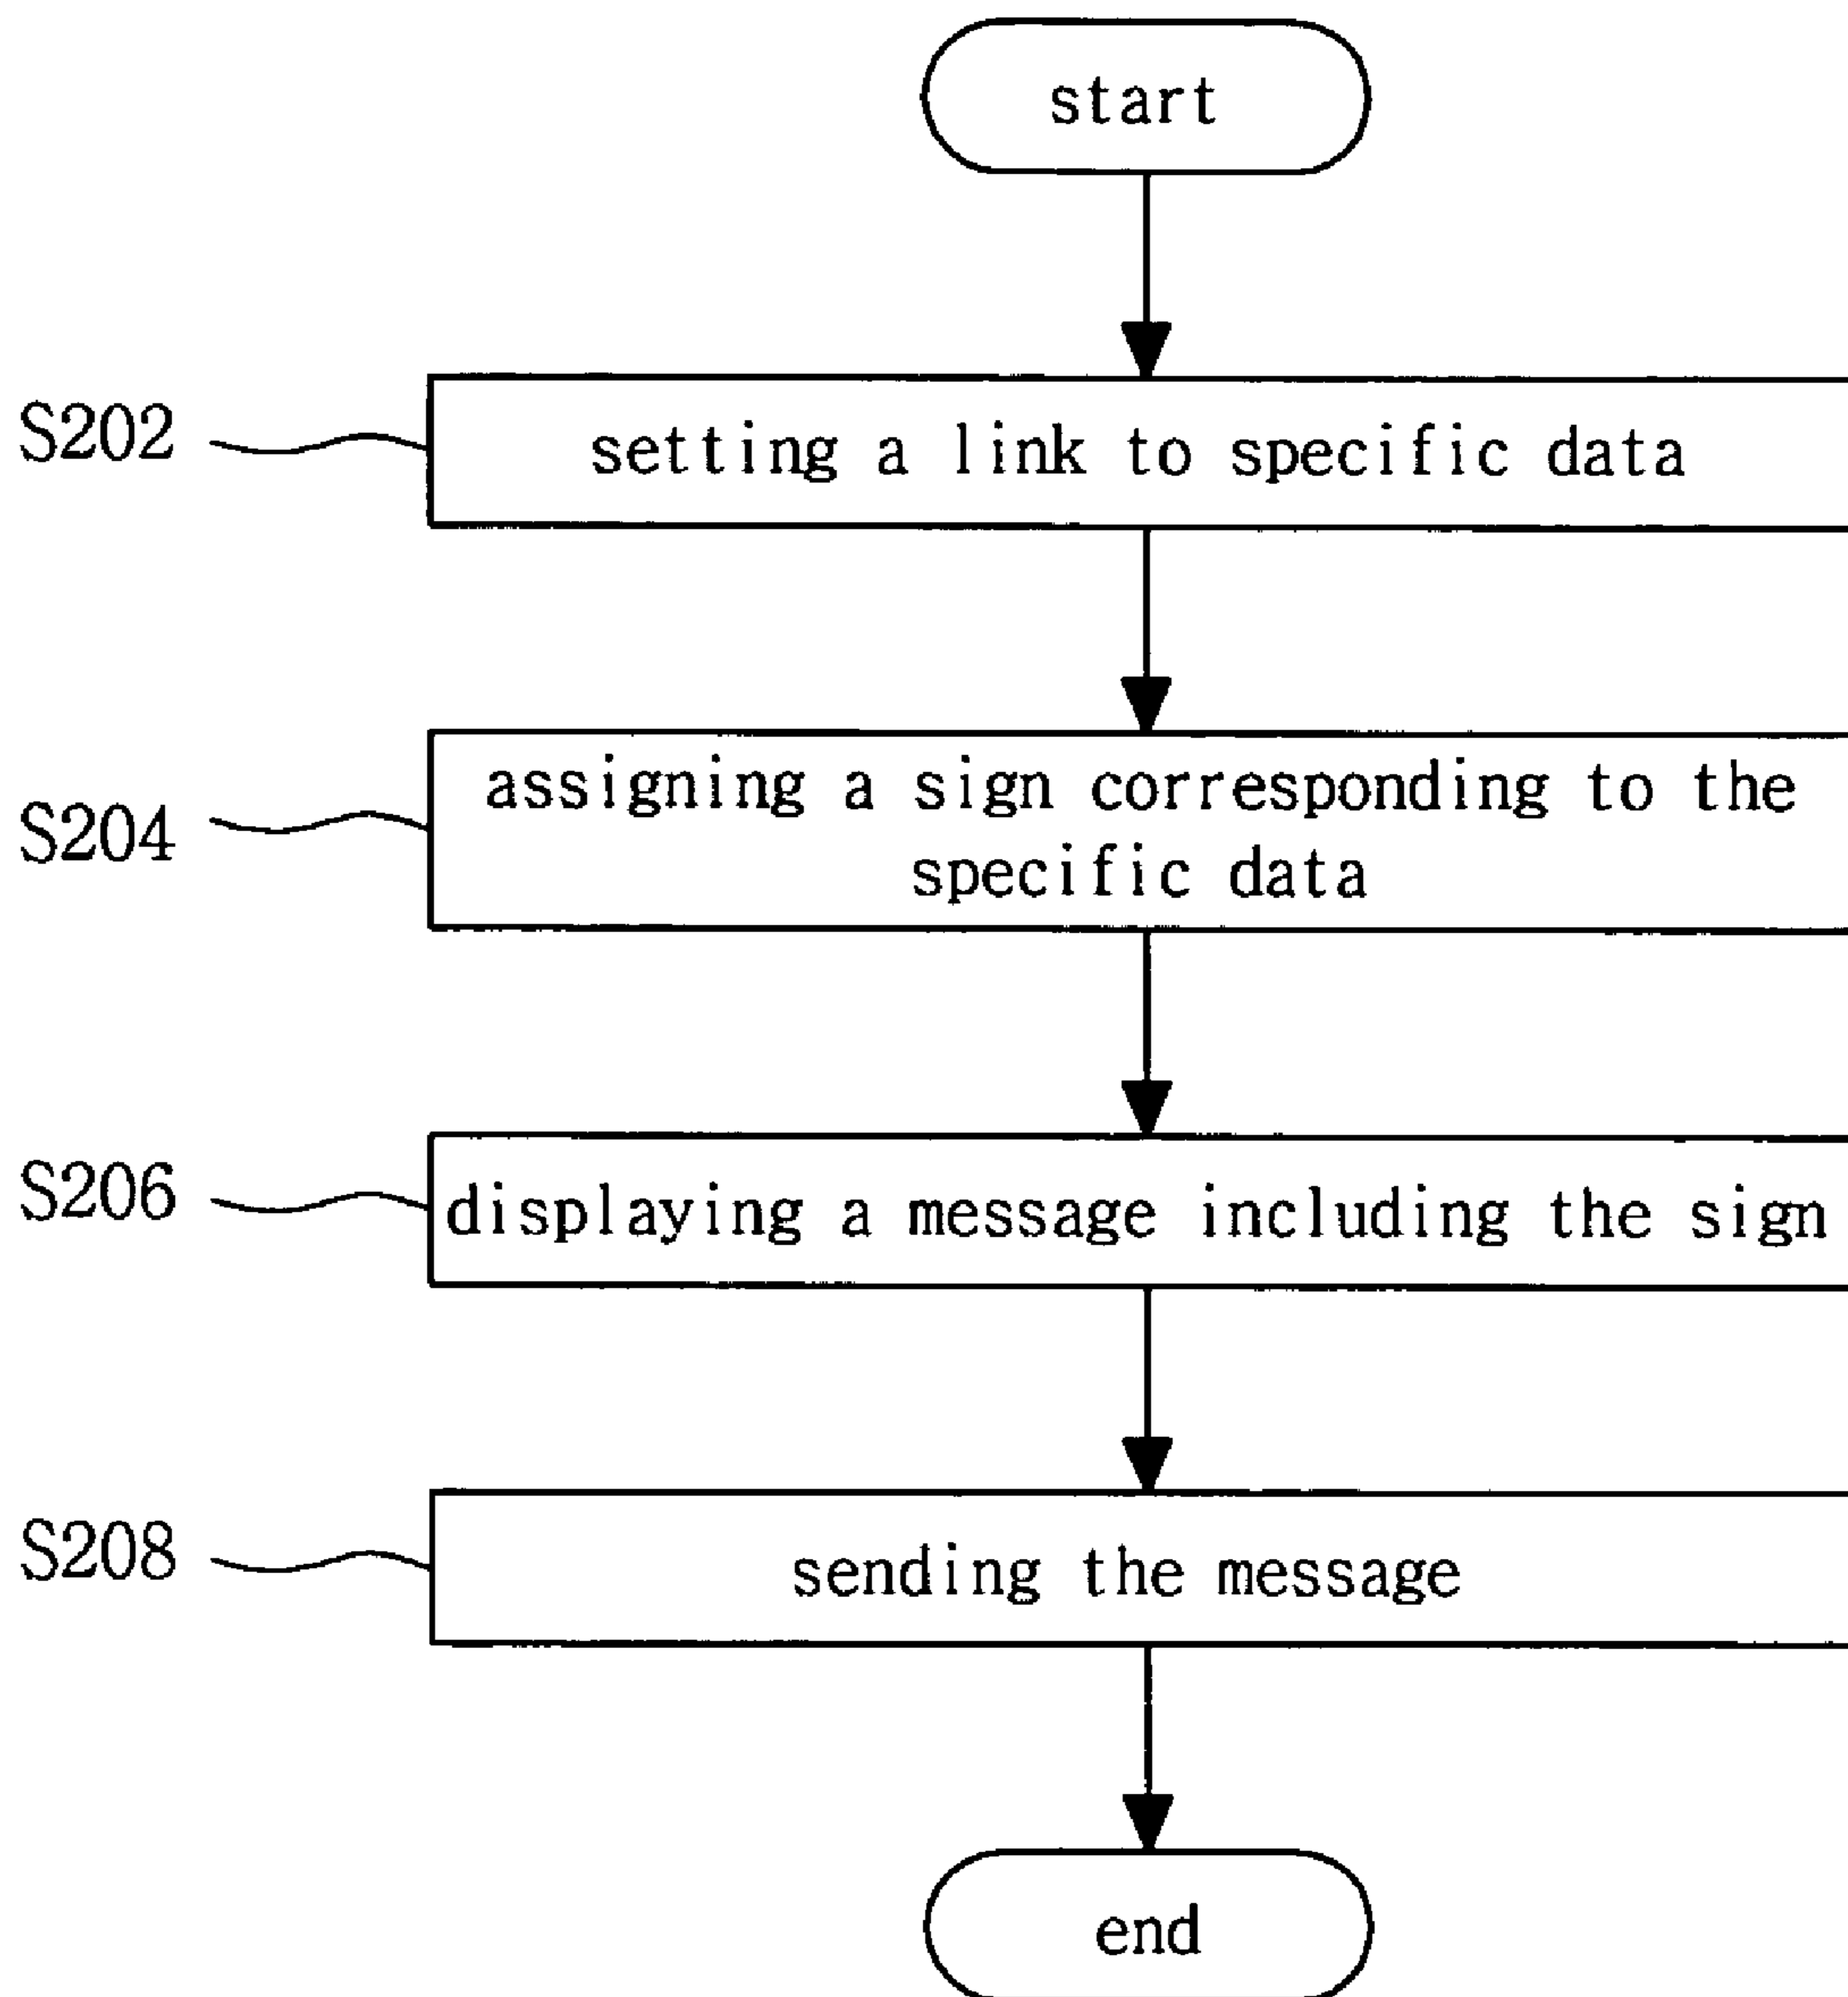 start
S202
setting a link to specific data
S204
assigning a sign corresponding to the
specific data
S206
displaying a message including the sign
S208
sending the message
end